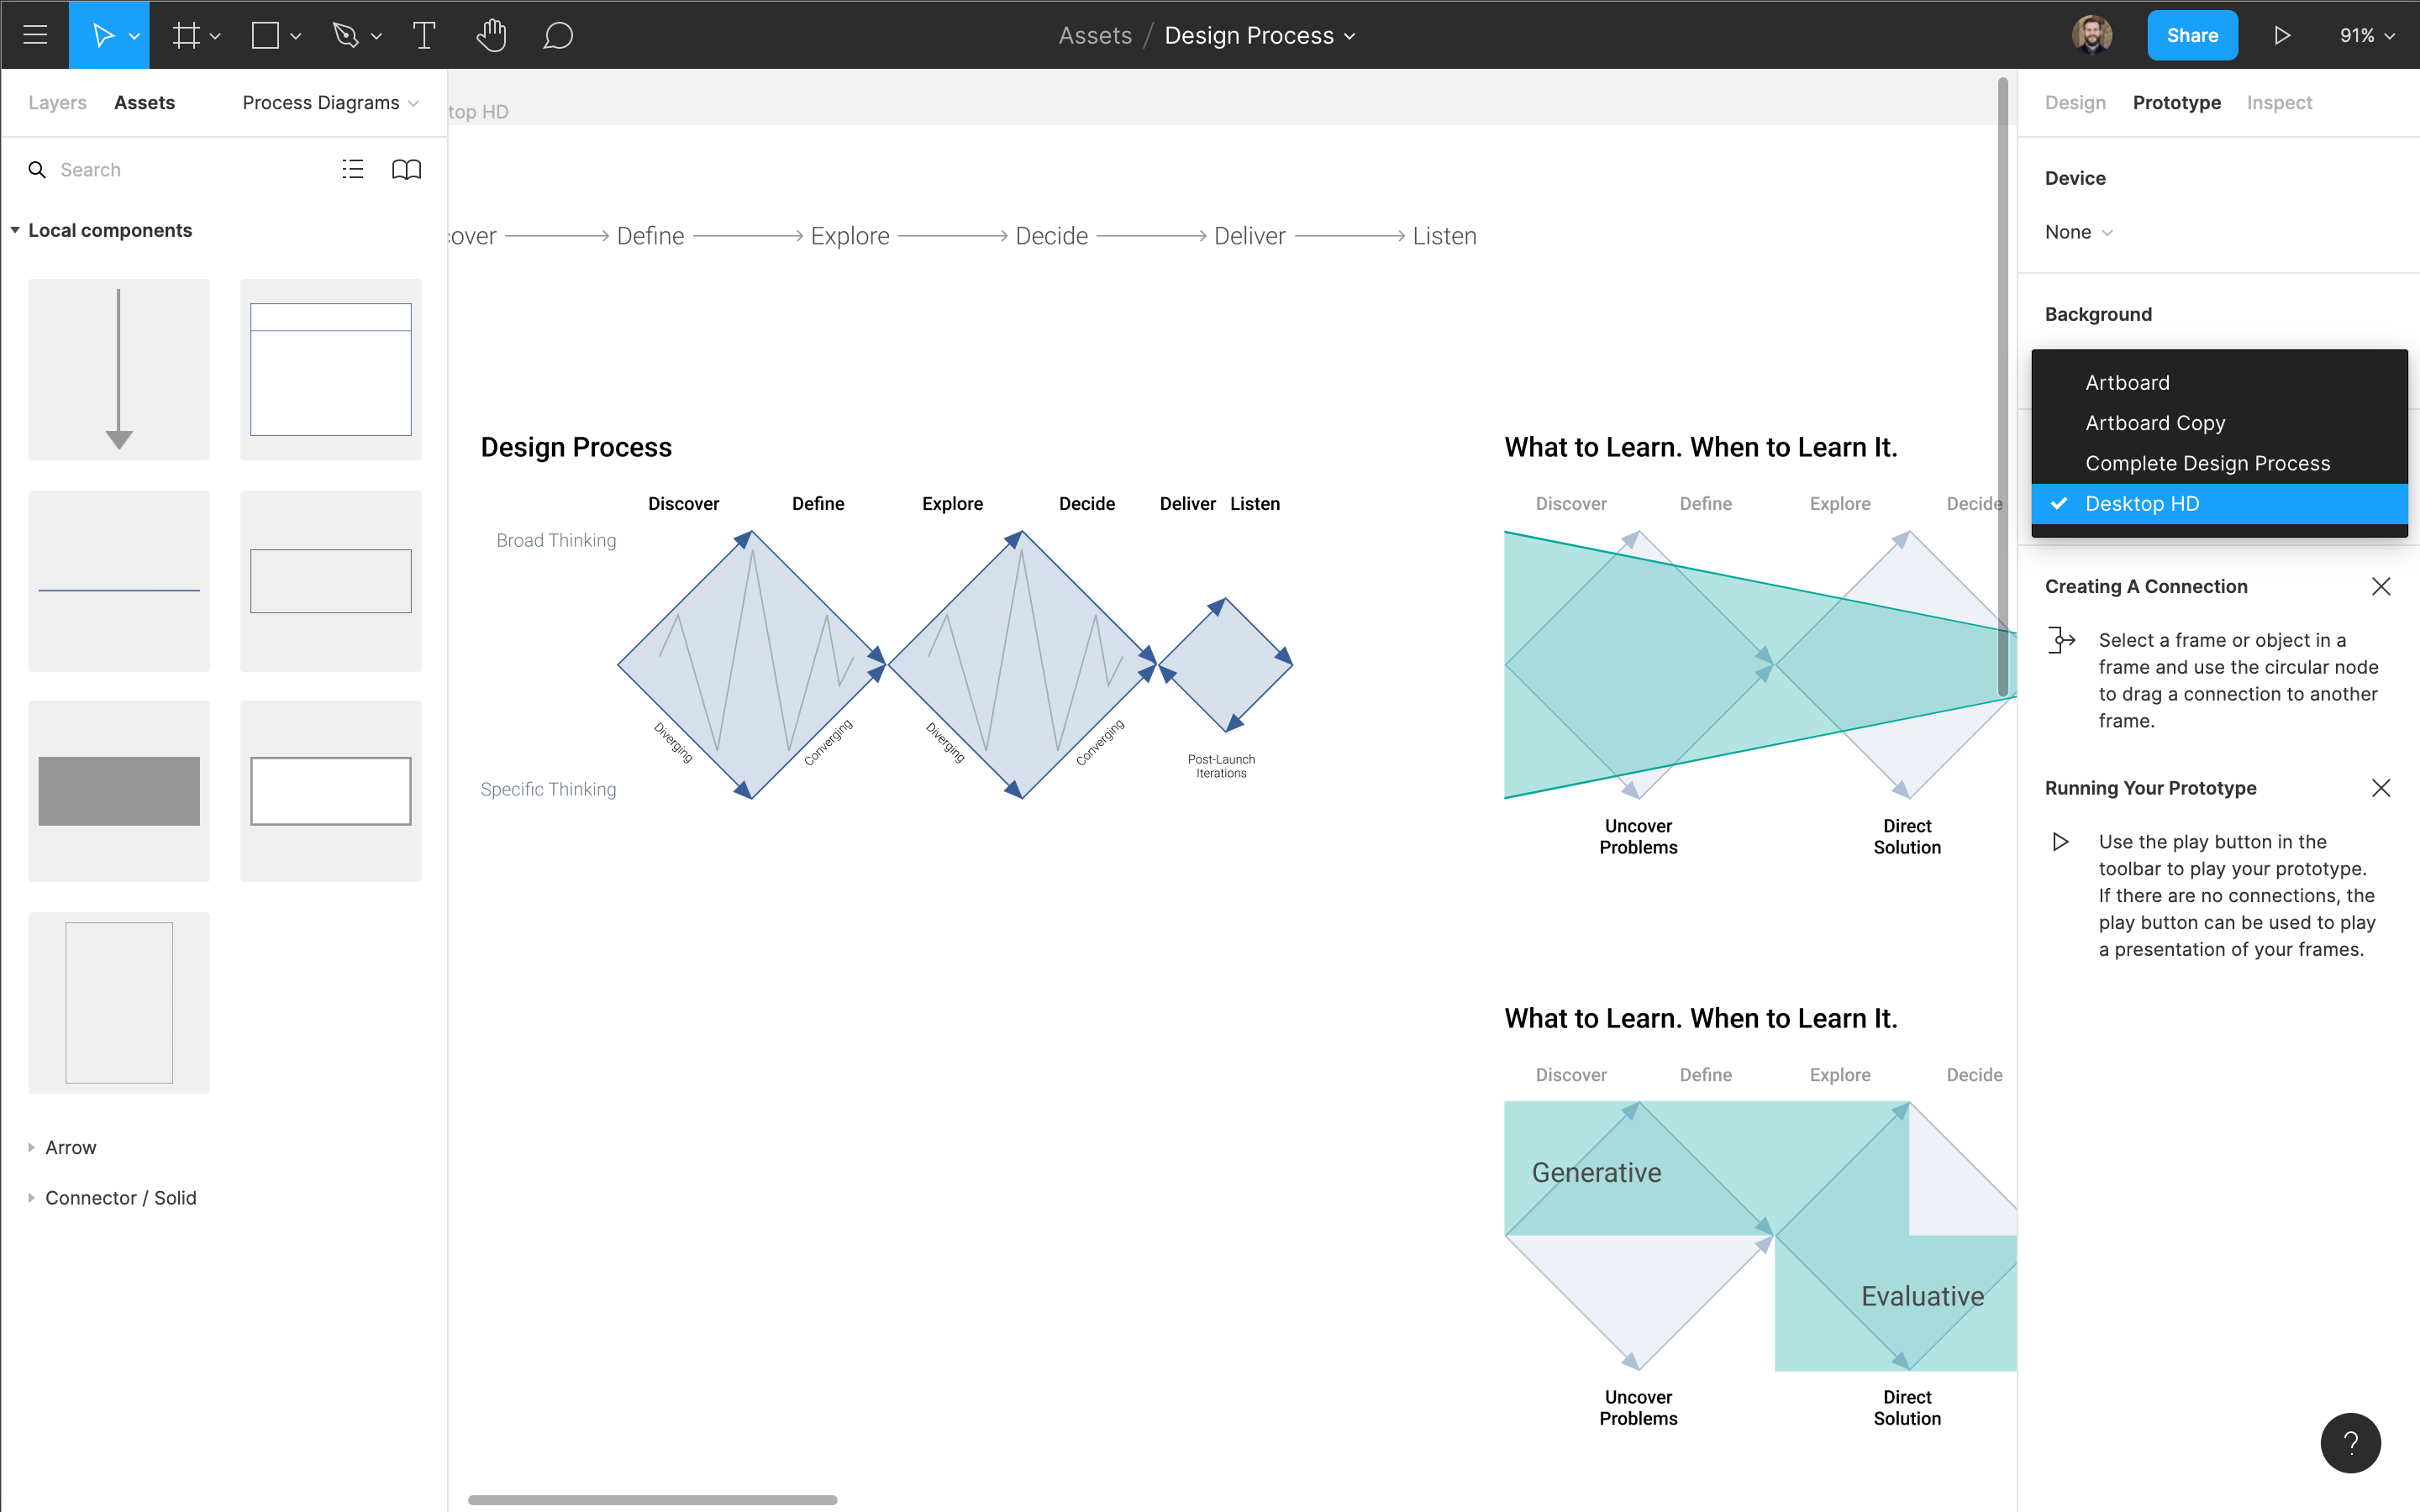 Assets / Design Process
Share
91%
Layers
Assets
Process Diagrams
Search
Local components
Arrow
Connector / Solid
top HD
cover
Define
Explore
Decide
Deliver
Listen
Design Process
Discover
Define
Explore
Decide
Deliver
Listen
Broad Thinking
Specific Thinking
Diverging
Converging
Diverging
Converging
Post-Launch
Iterations
What to Learn. When to Learn It.
Discover
Define
Explore
Decide
Uncover
Problems
Direct
Solution
What to Learn. When to Learn It.
Discover
Define
Explore
Decide
Generative
Evaluative
Uncover
Problems
Direct
Solution
Design
Prototype
Inspect
Device
None
Background
Artboard
Artboard Copy
Complete Design Process
Desktop HD
Creating A Connection
Select a frame or object in a
frame and use the circular node
to drag a connection to another
frame.
Running Your Prototype
Use the play button in the
toolbar to play your prototype.
If there are no connections, the
play button can be used to play
a presentation of your frames.
?